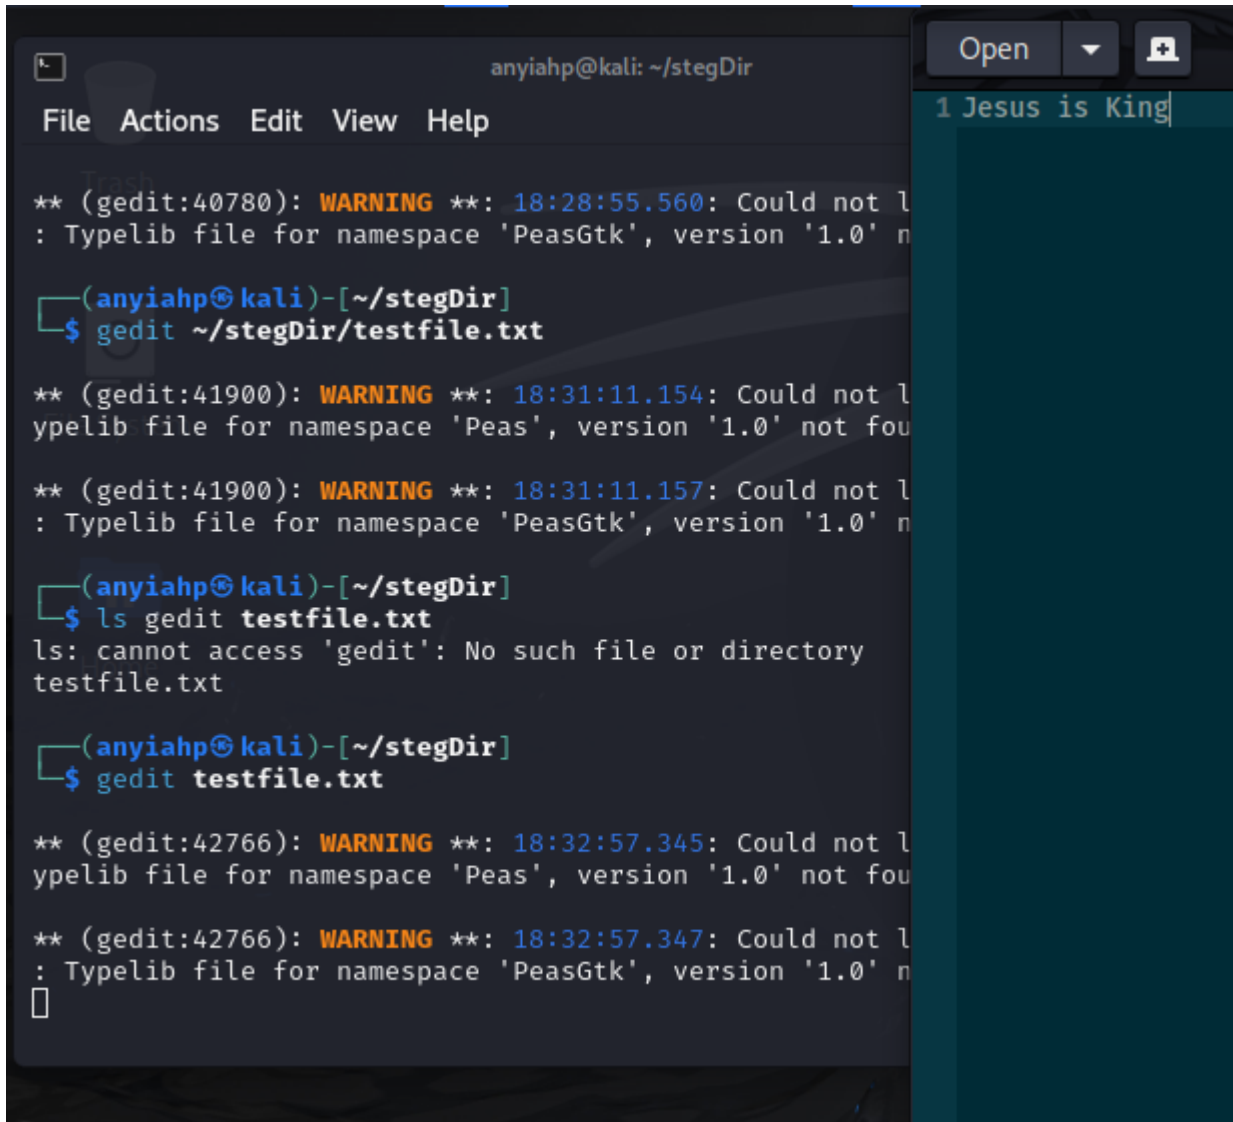 anyiahp@kali: ~/stegDir
File Actions Edit View Help
Trash
** (gedit:40780): WARNING **: 18:28:55.560: Could not l
: Typelib file for namespace 'PeasGtk', version '1.0' n
(anyiahp㉿kali)-[~/stegDir]
$ gedit ~/stegDir/testfile.txt
** (gedit:41900): WARNING **: 18:31:11.154: Could not l
ypelib file for namespace 'Peas', version '1.0' not fou
** (gedit:41900): WARNING **: 18:31:11.157: Could not l
: Typelib file for namespace 'PeasGtk', version '1.0' n
(anyiahp㉿kali)-[~/stegDir]
$ ls gedit testfile.txt
ls: cannot access 'gedit': No such file or directory
Home
testfile.txt
(anyiahp㉿kali)-[~/stegDir]
$ gedit testfile.txt
** (gedit:42766): WARNING **: 18:32:57.345: Could not l
ypelib file for namespace 'Peas', version '1.0' not fou
** (gedit:42766): WARNING **: 18:32:57.347: Could not l
: Typelib file for namespace 'PeasGtk', version '1.0' n
Open
1 Jesus is King